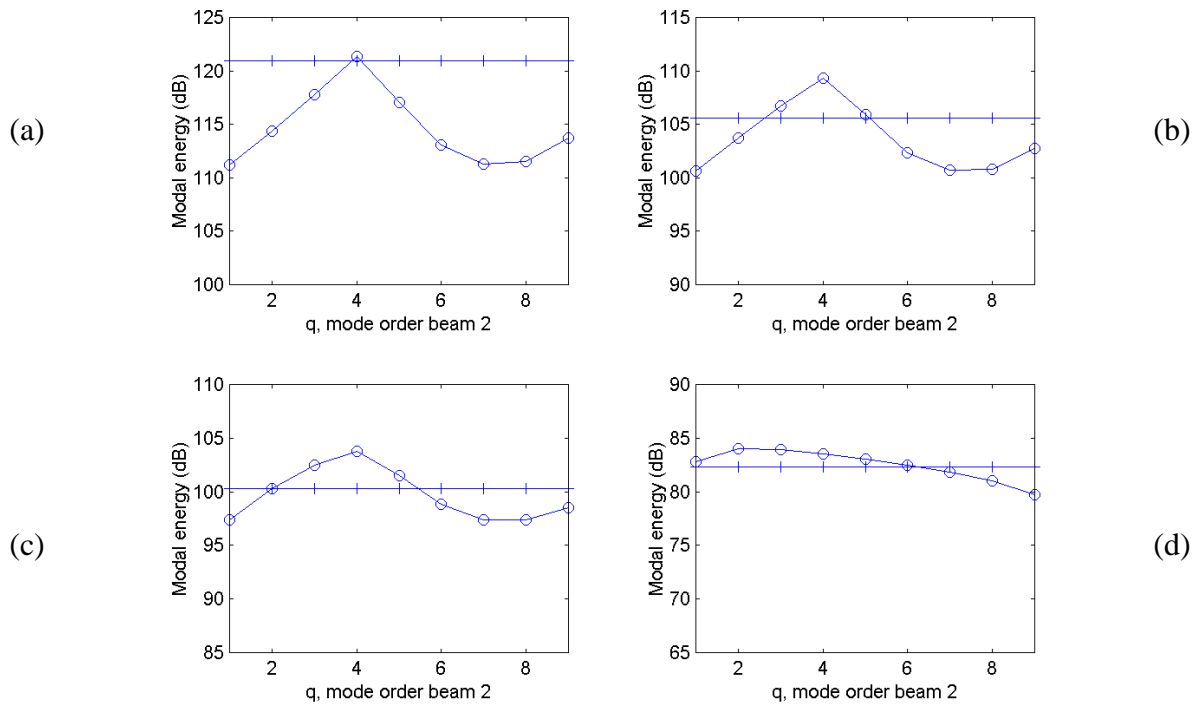 (a)
125
120
115
110
105
100
Modal energy (dB)
2 4 6 8
q, mode order beam 2
(b)
115
110
105
100
95
90
Modal energy (dB)
2 4 6 8
q, mode order beam 2
(c)
110
105
100
95
90
85
Modal energy (dB)
2 4 6 8
q, mode order beam 2
(d)
90
85
80
75
70
65
Modal energy (dB)
2 4 6 8
q, mode order beam 2